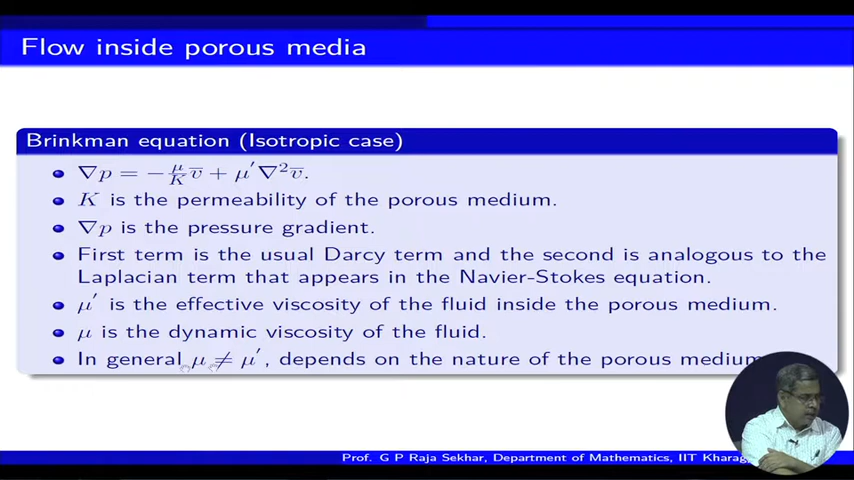 Flow inside porous media
Brinkman equation (Isotropic case)
∇p = −μ/K v̅ + μ′∇²v̅.
K is the permeability of the porous medium.
∇p is the pressure gradient.
First term is the usual Darcy term and the second is analogous to the
Laplacian term that appears in the Navier-Stokes equation.
μ′ is the effective viscosity of the fluid inside the porous medium.
μ is the dynamic viscosity of the fluid.
In general μ ≠ μ′, depends on the nature of the porous medium
Prof. G P Raja Sekhar, Department of Mathematics, IIT